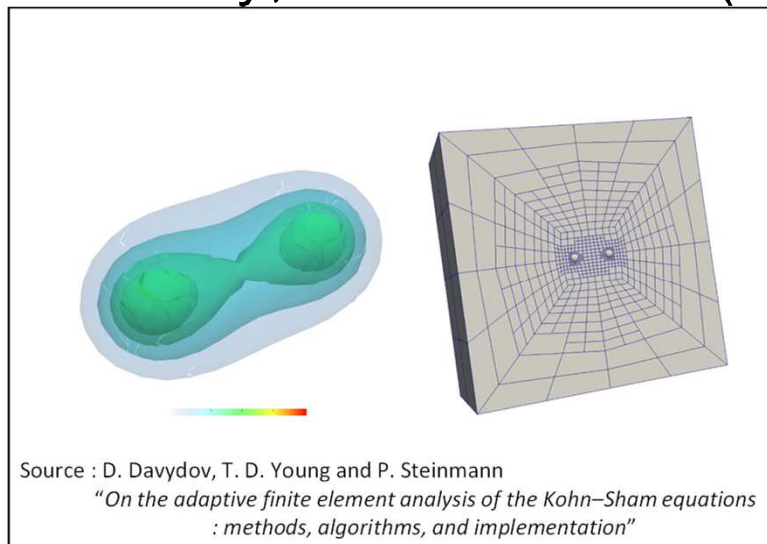 Source : D. Davydov, T. D. Young and P. Steinmann
“On the adaptive finite element analysis of the Kohn–Sham equations
: methods, algorithms, and implementation”